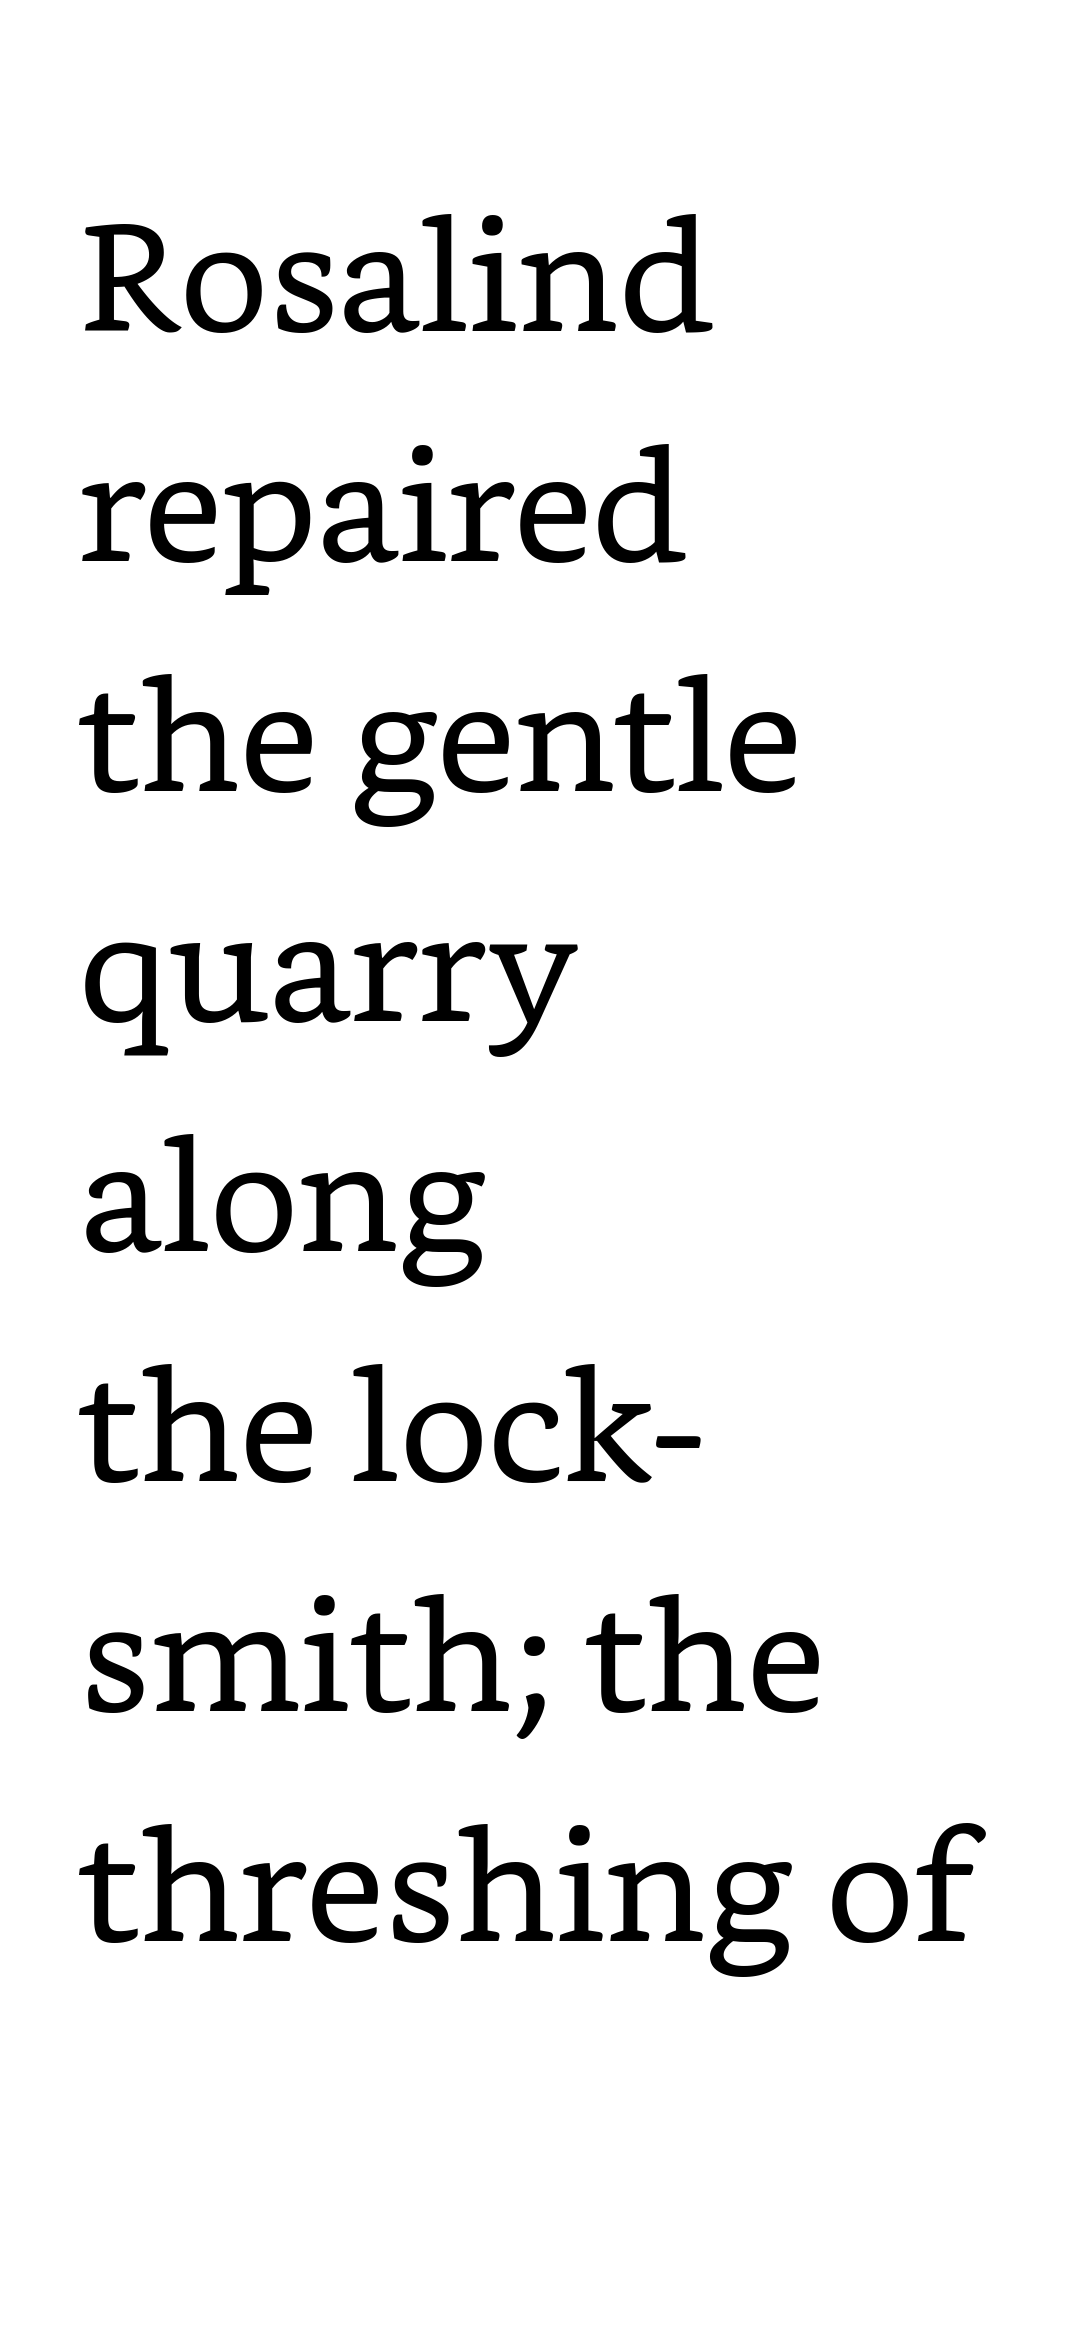 Rosalind
repaired
the gentle
quarry
along
the lock-
smith; the
threshing of